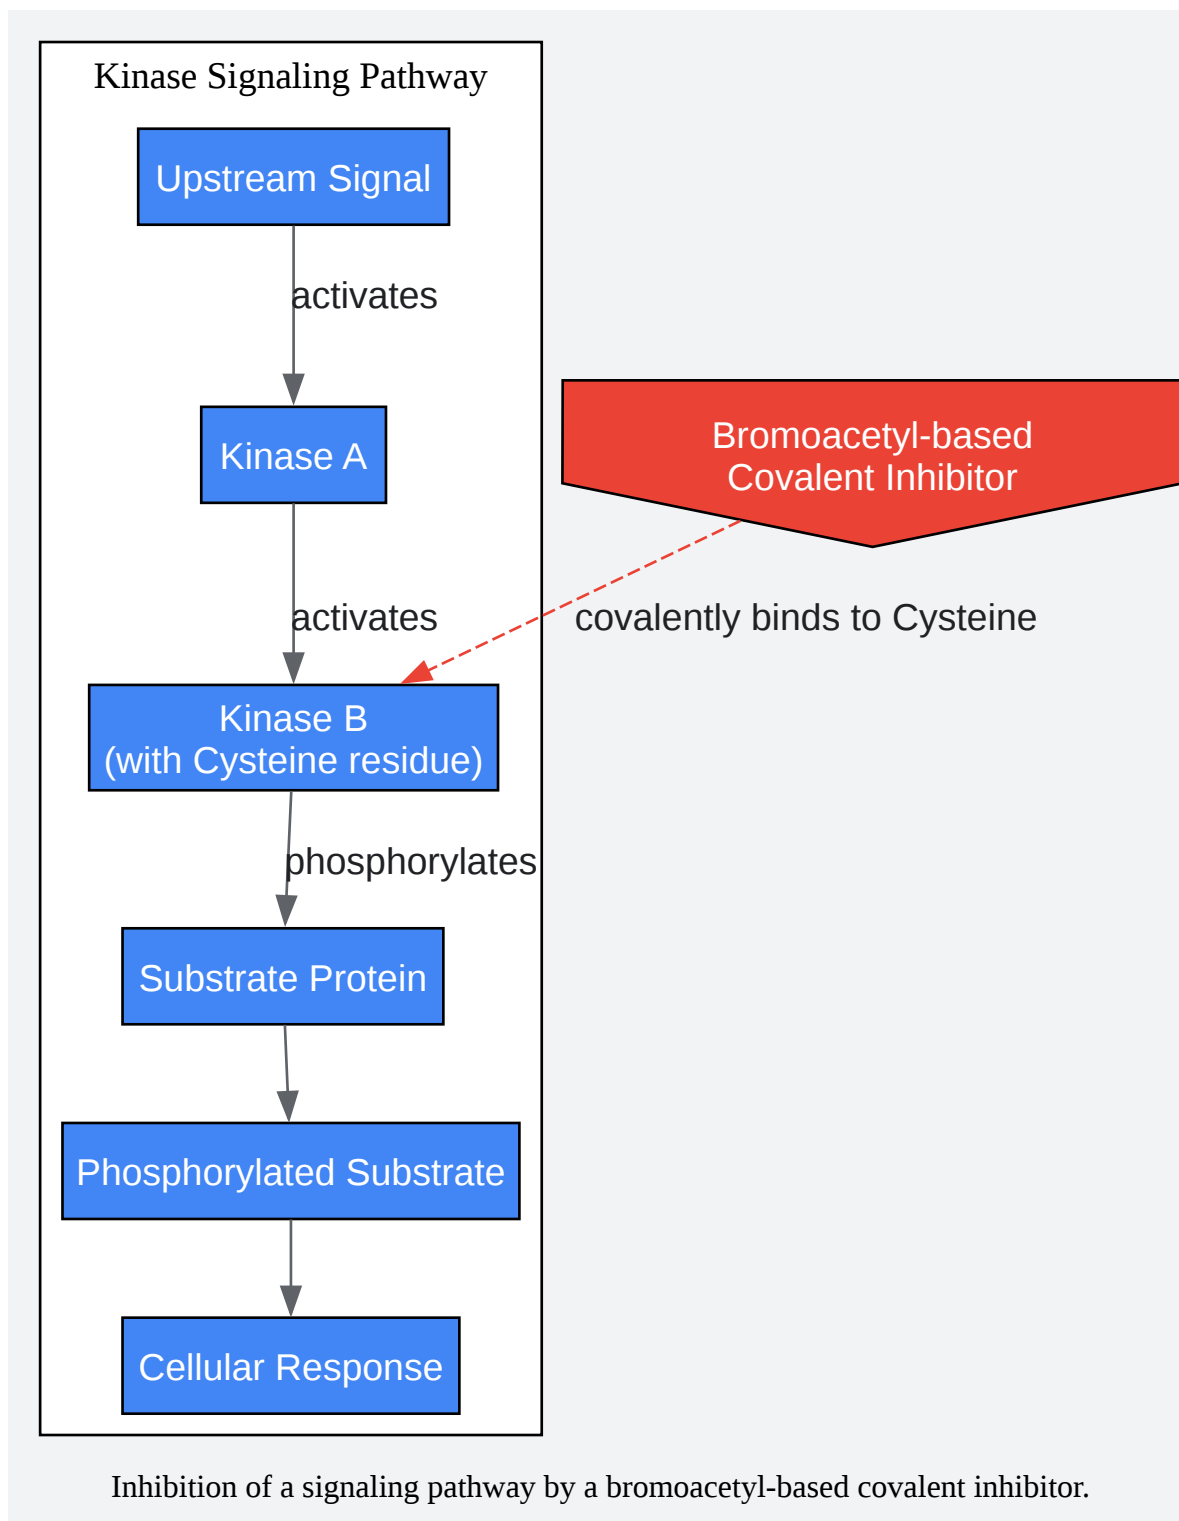 Kinase Signaling Pathway
Upstream Signal
activates
Kinase A
Bromoacetyl-based
Covalent Inhibitor
activates
covalently binds to Cysteine
Kinase B
(with Cysteine residue)
phosphorylates
Substrate Protein
Phosphorylated Substrate
Cellular Response
Inhibition of a signaling pathway by a bromoacetyl-based covalent inhibitor.